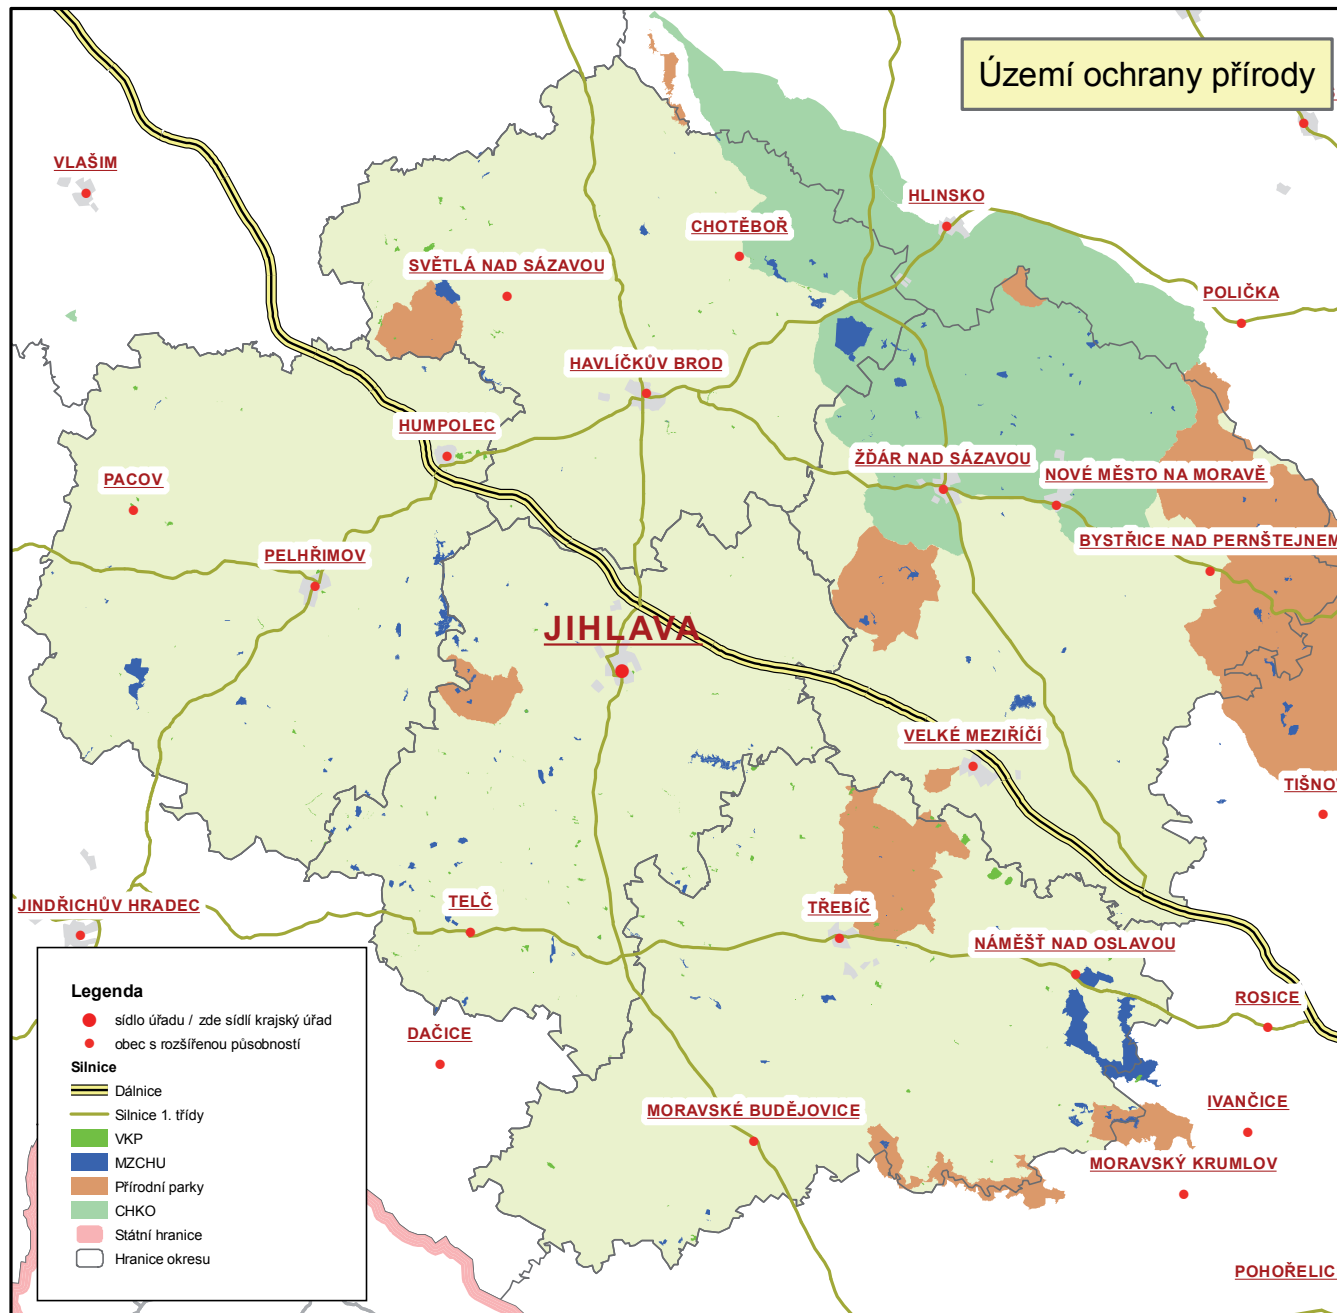 Území ochrany přírody
VLAŠIM
HLINSKO
CHOTĚBOŘ
SVĚTLÁ NAD SÁZAVOU
POLIČKA
HAVLÍČKŮV BROD
HUMPOLEC
ŽĎÁR NAD SÁZAVOU
NOVÉ MĚSTO NA MORAVĚ
PACOV
BYSTŘICE NAD PERNŠTEJNEM
PELHŘIMOV
JIHLAVA
VELKÉ MEZIŘÍČÍ
TIŠNO
JINDŘICHŮV HRADEC
TELČ
TŘEBÍČ
NÁMĚŠŤ NAD OSLAVOU
ROSICE
DAČICE
MORAVSKÉ BUDĚJOVICE
IVANČICE
MORAVSKÝ KRUMLOV
POHOŘELIC
Legenda
sídlo úřadu / zde sídlí krajský úřad
obec s rozšířenou působností
Silnice
Dálnice
Silnice 1. třídy
VKP
MZCHU
Přírodní parky
CHKO
Státní hranice
Hranice okresu